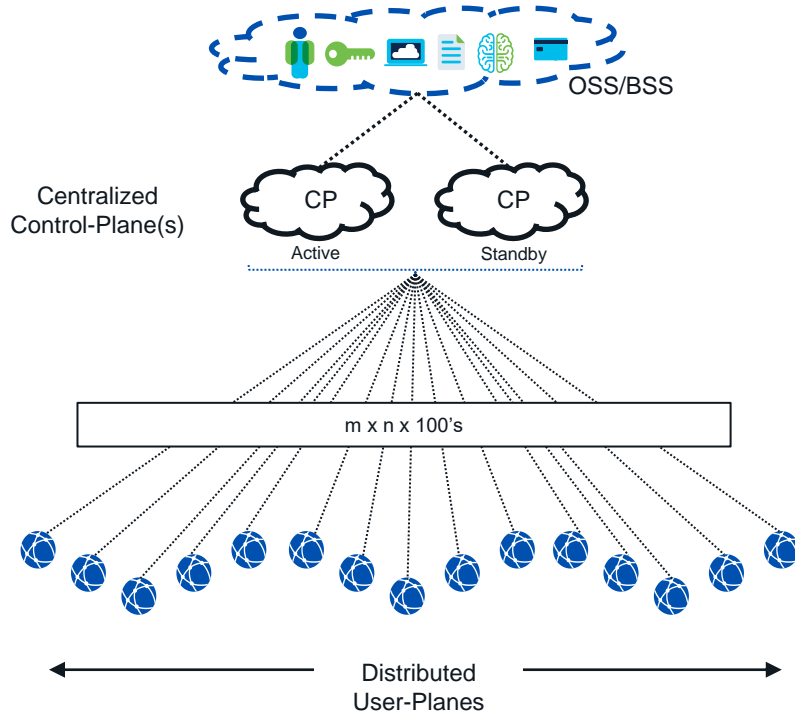 OSS/BSS
Centralized
Control-Plane(s)
CP
CP
Active
Standby
m x n x 100's
Distributed
User-Planes